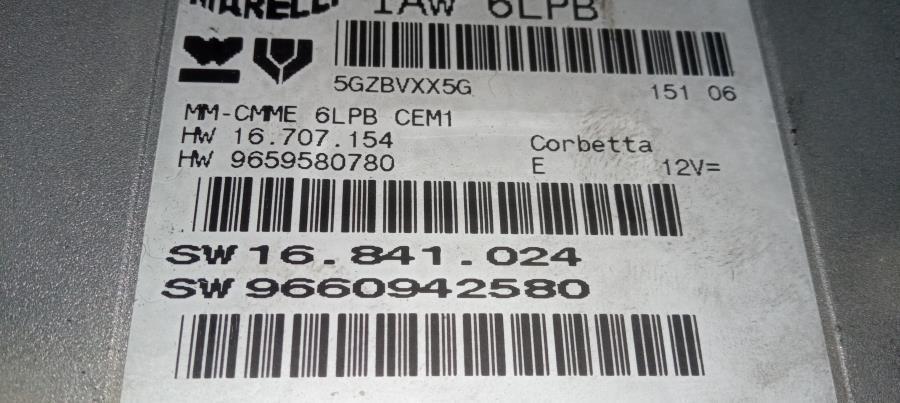 MARELLI IAW 6LPB
5GZBVXX5G
151 06
MM-CMME 6LPB CEM1
HW 16.707.154
Corbetta
HW 9659580780
E 12V=
SW 16.841.024
SW 9660942580